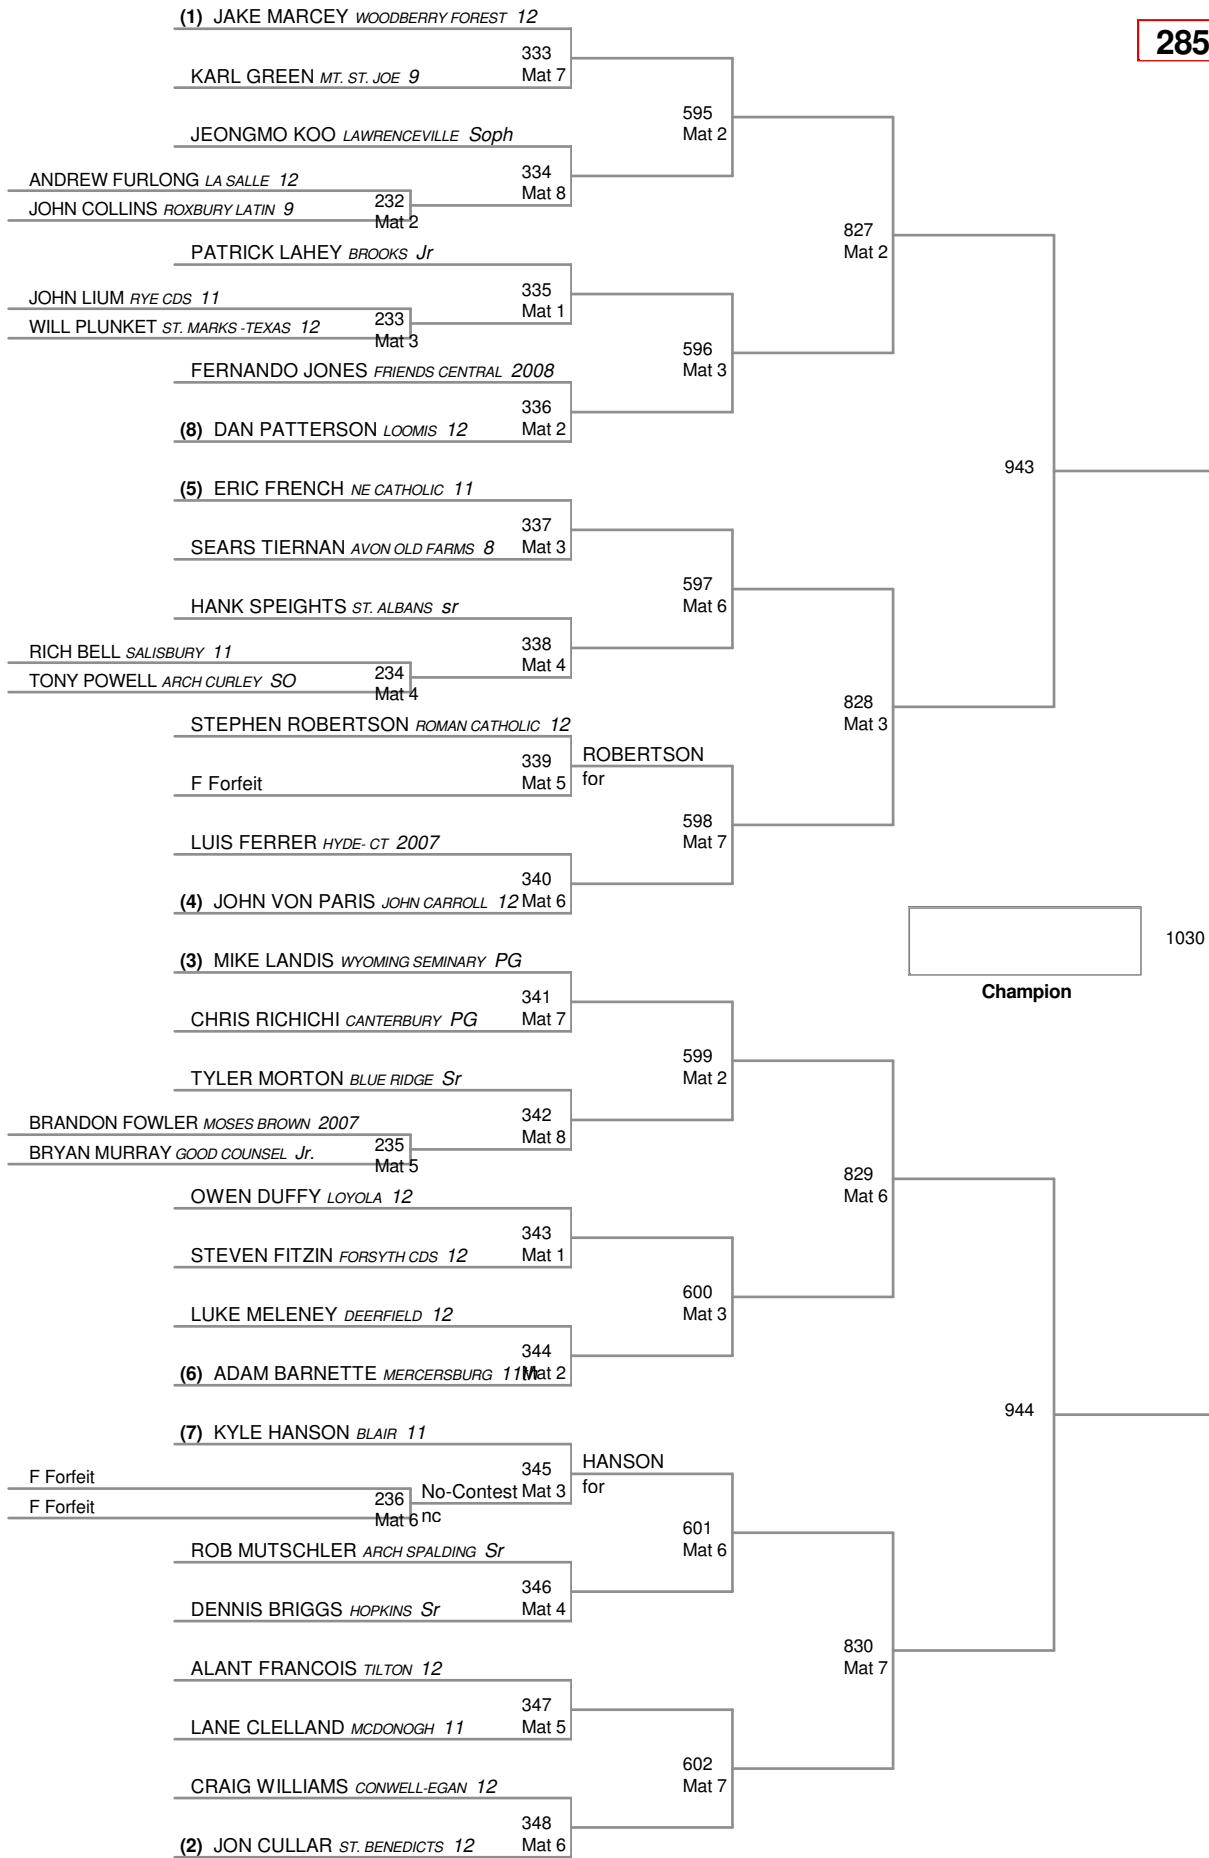 (1) JAKE MARCEY WOODBERRY FOREST 12
285
333
Mat 7
KARL GREEN MT. ST. JOE 9
595
Mat 2
JEONGMO KOO LAWRENCEVILLE Soph
ANDREW FURLONG LA SALLE 12
334
Mat 8
232
Mat 2
JOHN COLLINS ROXBURY LATIN 9
827
Mat 2
PATRICK LAHEY BROOKS Jr
JOHN LIUM RYE CDS 11
335
Mat 1
233
Mat 3
WILL PLUNKET ST. MARKS -TEXAS 12
596
Mat 3
FERNANDO JONES FRIENDS CENTRAL 2008
336
Mat 2
(8) DAN PATTERSON LOOMIS 12
943
(5) ERIC FRENCH NE CATHOLIC 11
337
Mat 3
SEARS TIERNAN AVON OLD FARMS 8
597
Mat 6
HANK SPEIGHTS ST. ALBANS sr
RICH BELL SALISBURY 11
338
Mat 4
234
Mat 4
TONY POWELL ARCH CURLEY SO
828
Mat 3
STEPHEN ROBERTSON ROMAN CATHOLIC 12
339
Mat 5
ROBERTSON
for
F Forfeit
598
Mat 7
LUIS FERRER HYDE- CT 2007
340
Mat 6
(4) JOHN VON PARIS JOHN CARROLL 12
1030
Champion
(3) MIKE LANDIS WYOMING SEMINARY PG
341
Mat 7
CHRIS RICHICHI CANTERBURY PG
599
Mat 2
TYLER MORTON BLUE RIDGE Sr
BRANDON FOWLER MOSES BROWN 2007
342
Mat 8
235
Mat 5
BRYAN MURRAY GOOD COUNSEL Jr.
829
Mat 6
OWEN DUFFY LOYOLA 12
343
Mat 1
STEVEN FITZIN FORSYTH CDS 12
600
Mat 3
LUKE MELENEY DEERFIELD 12
344
Mat 2
(6) ADAM BARNETTE MERCERSBURG 11th
944
(7) KYLE HANSON BLAIR 11
F Forfeit
345
Mat 3
HANSON
for
236
Mat 6
No-Contest
nc
F Forfeit
601
Mat 6
ROB MUTSCHLER ARCH SPALDING Sr
346
Mat 4
DENNIS BRIGGS HOPKINS Sr
830
Mat 7
ALANT FRANCOIS TILTON 12
347
Mat 5
LANE CLELLAND MCDONOGH 11
602
Mat 7
CRAIG WILLIAMS CONWELL-EGAN 12
348
Mat 6
(2) JON CULLAR ST. BENEDICTS 12